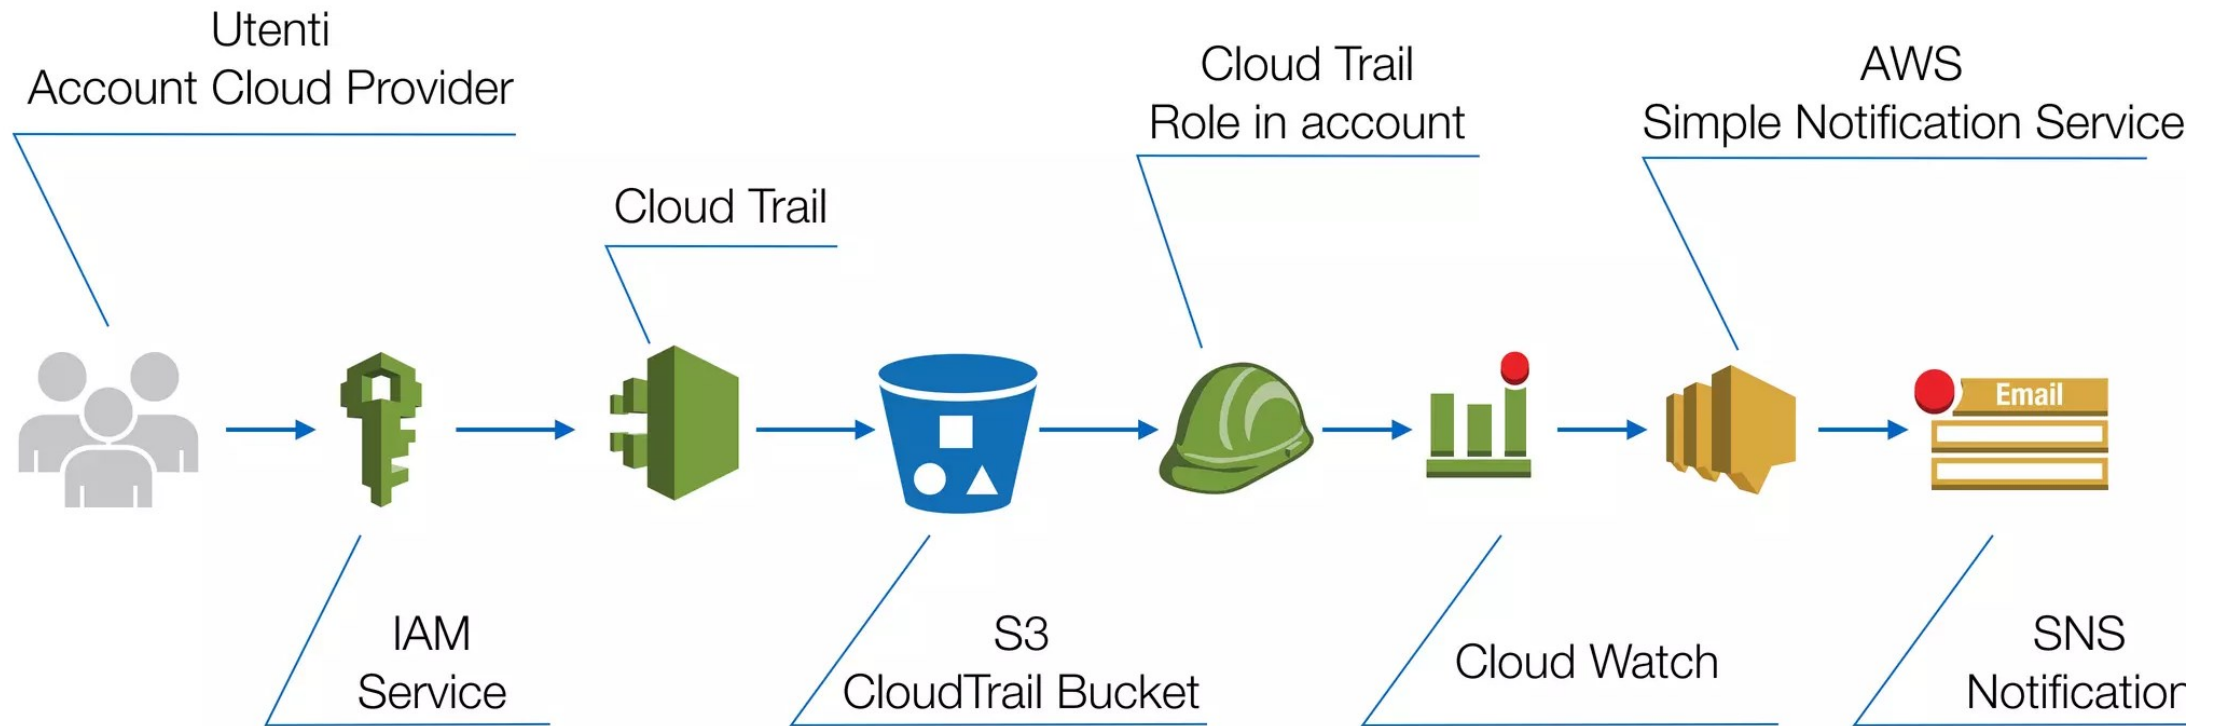 Utenti
Account Cloud Provider
Cloud Trail
Cloud Trail
Role in account
AWS
Simple Notification Service
Email
IAM
Service
S3
CloudTrail Bucket
Cloud Watch
SNS
Notification